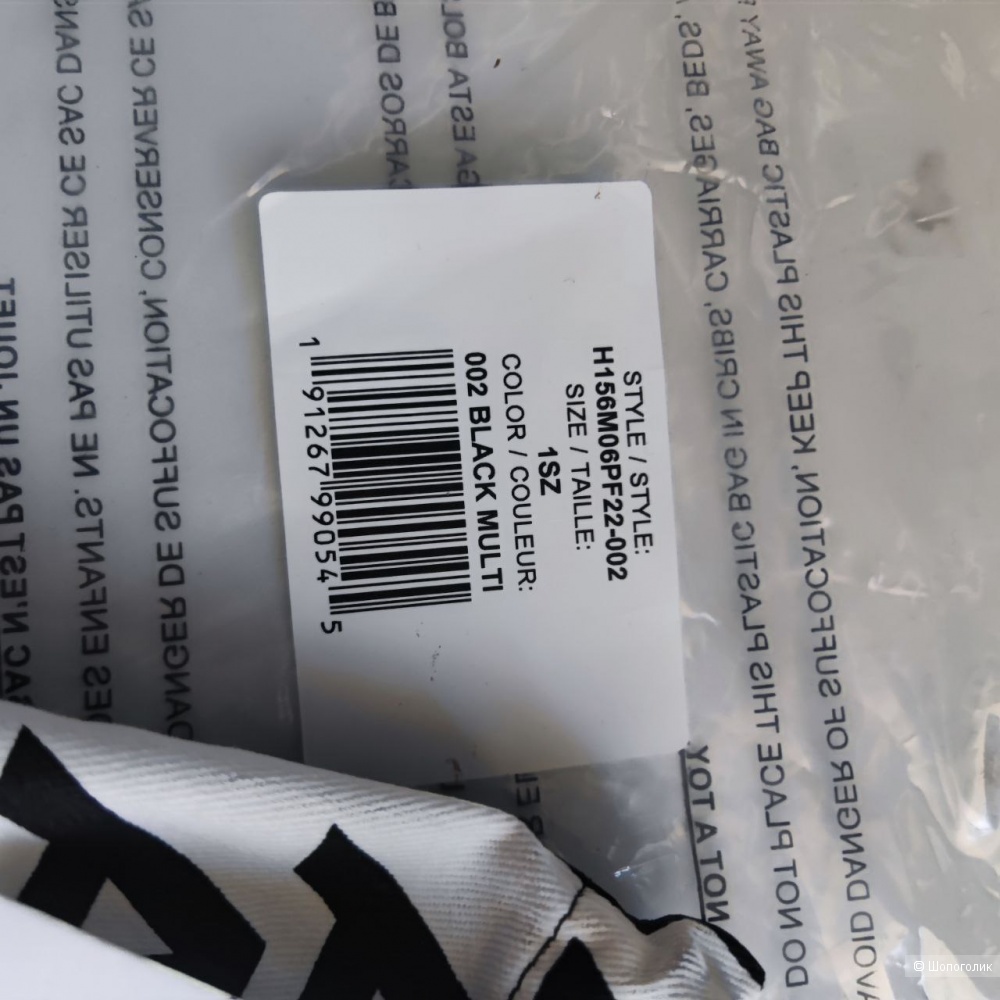 STYLE / STYLE:
H156M06PF22-002
SIZE / TAILLE:
1SZ
COLOR / COULEUR:
002 BLACK MULTI
1 91267 99054 5
AVOID DANGER OF SUFFOCATION, KEEP THIS PLASTIC BAG AWAY
DO NOT PLACE THIS PLASTIC BAG IN CRIBS, CARRIAGES, BEDS,
NOT A TOY
ESTA BOL
CARROS DE B
DANGER DE SUFFOCATION, CONSERVER CE SA
DES ENFANTS. NE PAS UTILISER CE SAC DANS
SAC N'EST PAS UN JOUET
© Шопоголик